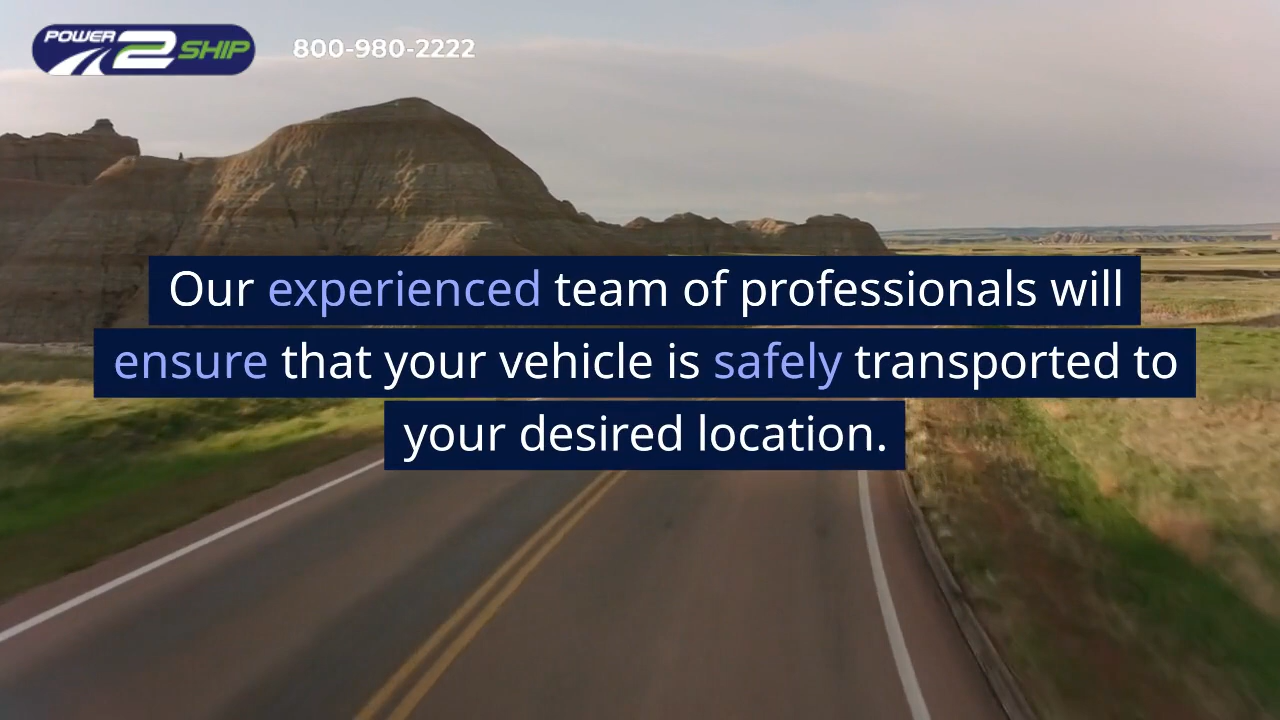 POWER 2 SHIP 800-980-2222
Our experienced team of professionals will
ensure that your vehicle is safely transported to
your desired location.